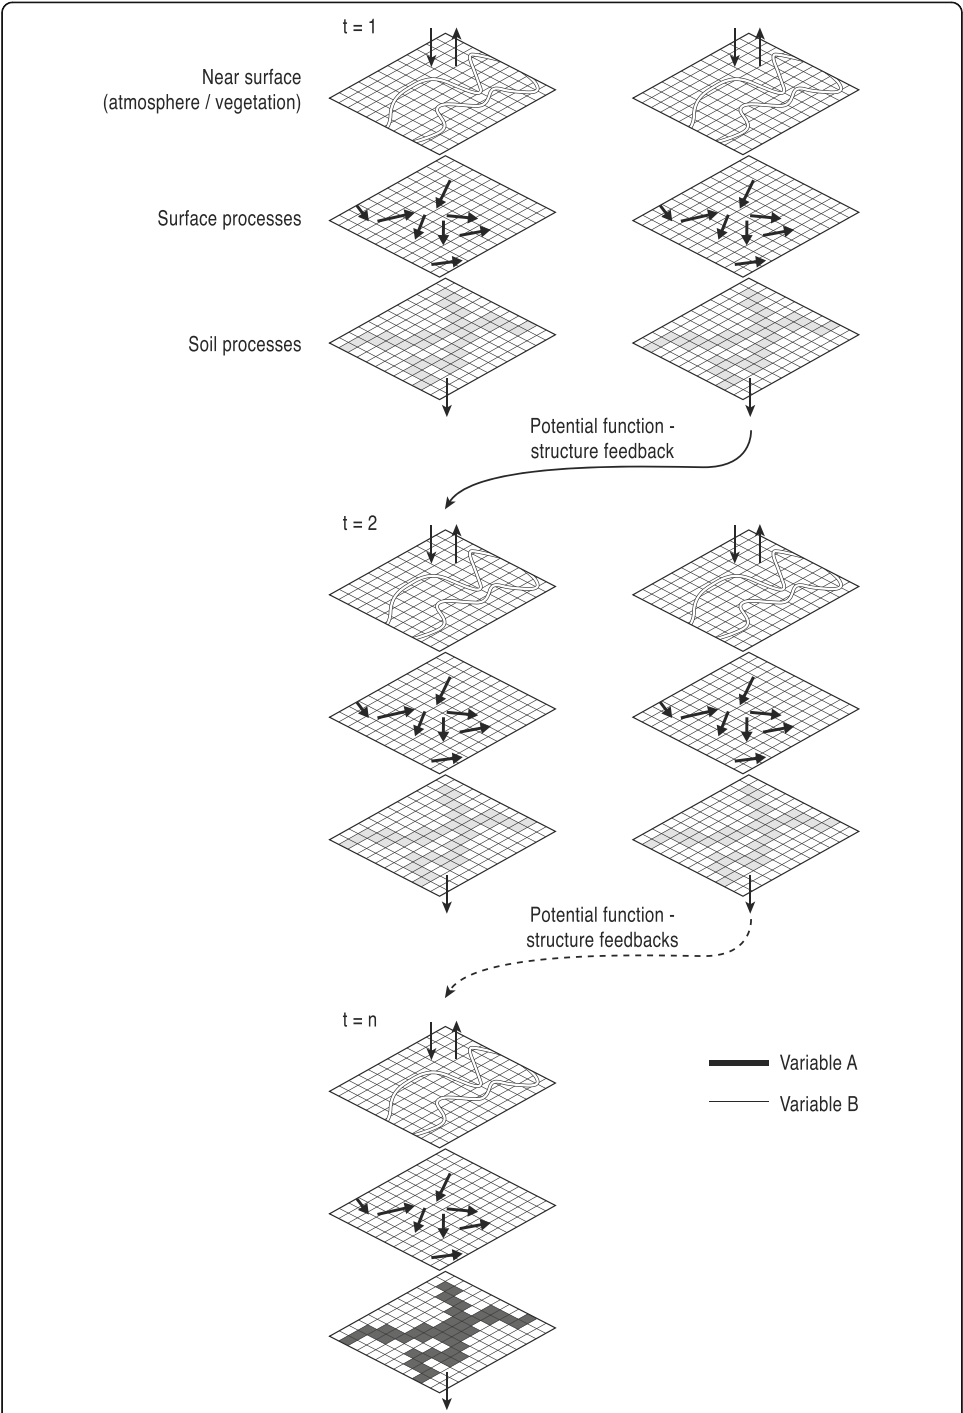 t = 1
Near surface
(atmosphere / vegetation)
Surface processes
Soil processes
Potential function -
structure feedback
t = 2
Potential function -
structure feedbacks
t = n
Variable A
Variable B